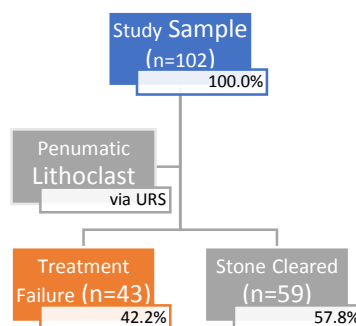 Study Sample
(n=102)
100.0%
Penumatic
Lithoclast
via URS
Treatment
Failure (n=43)
42.2%
Stone Cleared
(n=59)
57.8%